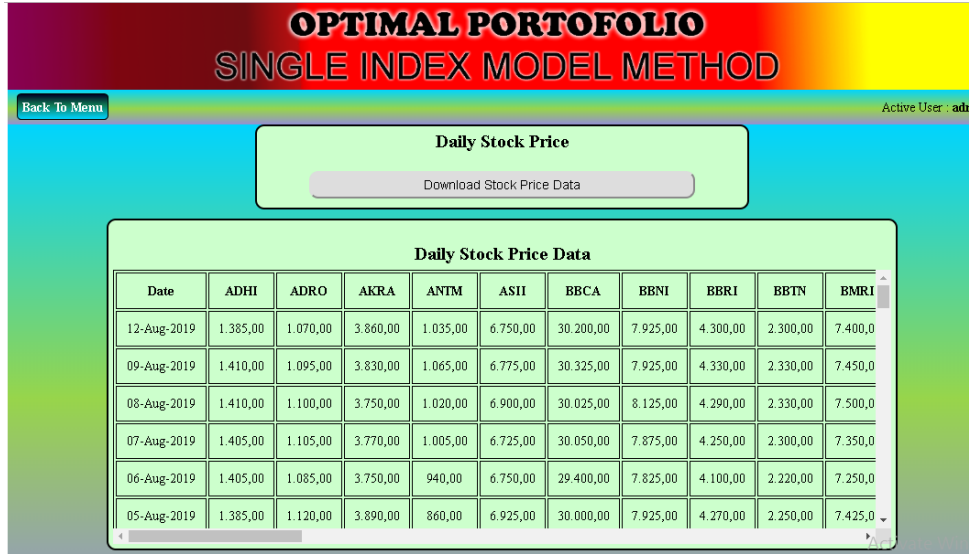 OPTIMAL PORTOFOLIO
SINGLE INDEX MODEL METHOD
Back To Menu Active User :
Daily Stock Price
Download Stock Price Data
Daily Stock Price Data
Date ADHI ADRO AKRA ANTM ASII BBCA BBNI BBRI BBTN BMRI
12-Aug-2019 1.385,00 1.070,00 3.860,00 1.035,00 6.750,00 30.200,00 7.925,00 4.300,00 2.300,00 7.400,0
09-Aug-2019 1.410,00 1.095,00 3.830,00 1.065,00 6.775,00 30.325,00 7.925,00 4.330,00 2.330,00 7.450,0
08-Aug-2019 1.410,00 1.100,00 3.750,00 1.020,00 6.900,00 30.025,00 8.125,00 4.290,00 2.330,00 7.500,0
07-Aug-2019 1.405,00 1.105,00 3.770,00 1.005,00 6.725,00 30.050,00 7.875,00 4.250,00 2.300,00 7.350,0
06-Aug-2019 1.405,00 1.085,00 3.750,00 940,00 6.750,00 29.400,00 7.825,00 4.100,00 2.220,00 7.250,0
05-Aug-2019 1.385,00 1.120,00 3.890,00 860,00 6.925,00 30.000,00 7.925,00 4.270,00 2.250,00 7.425,0